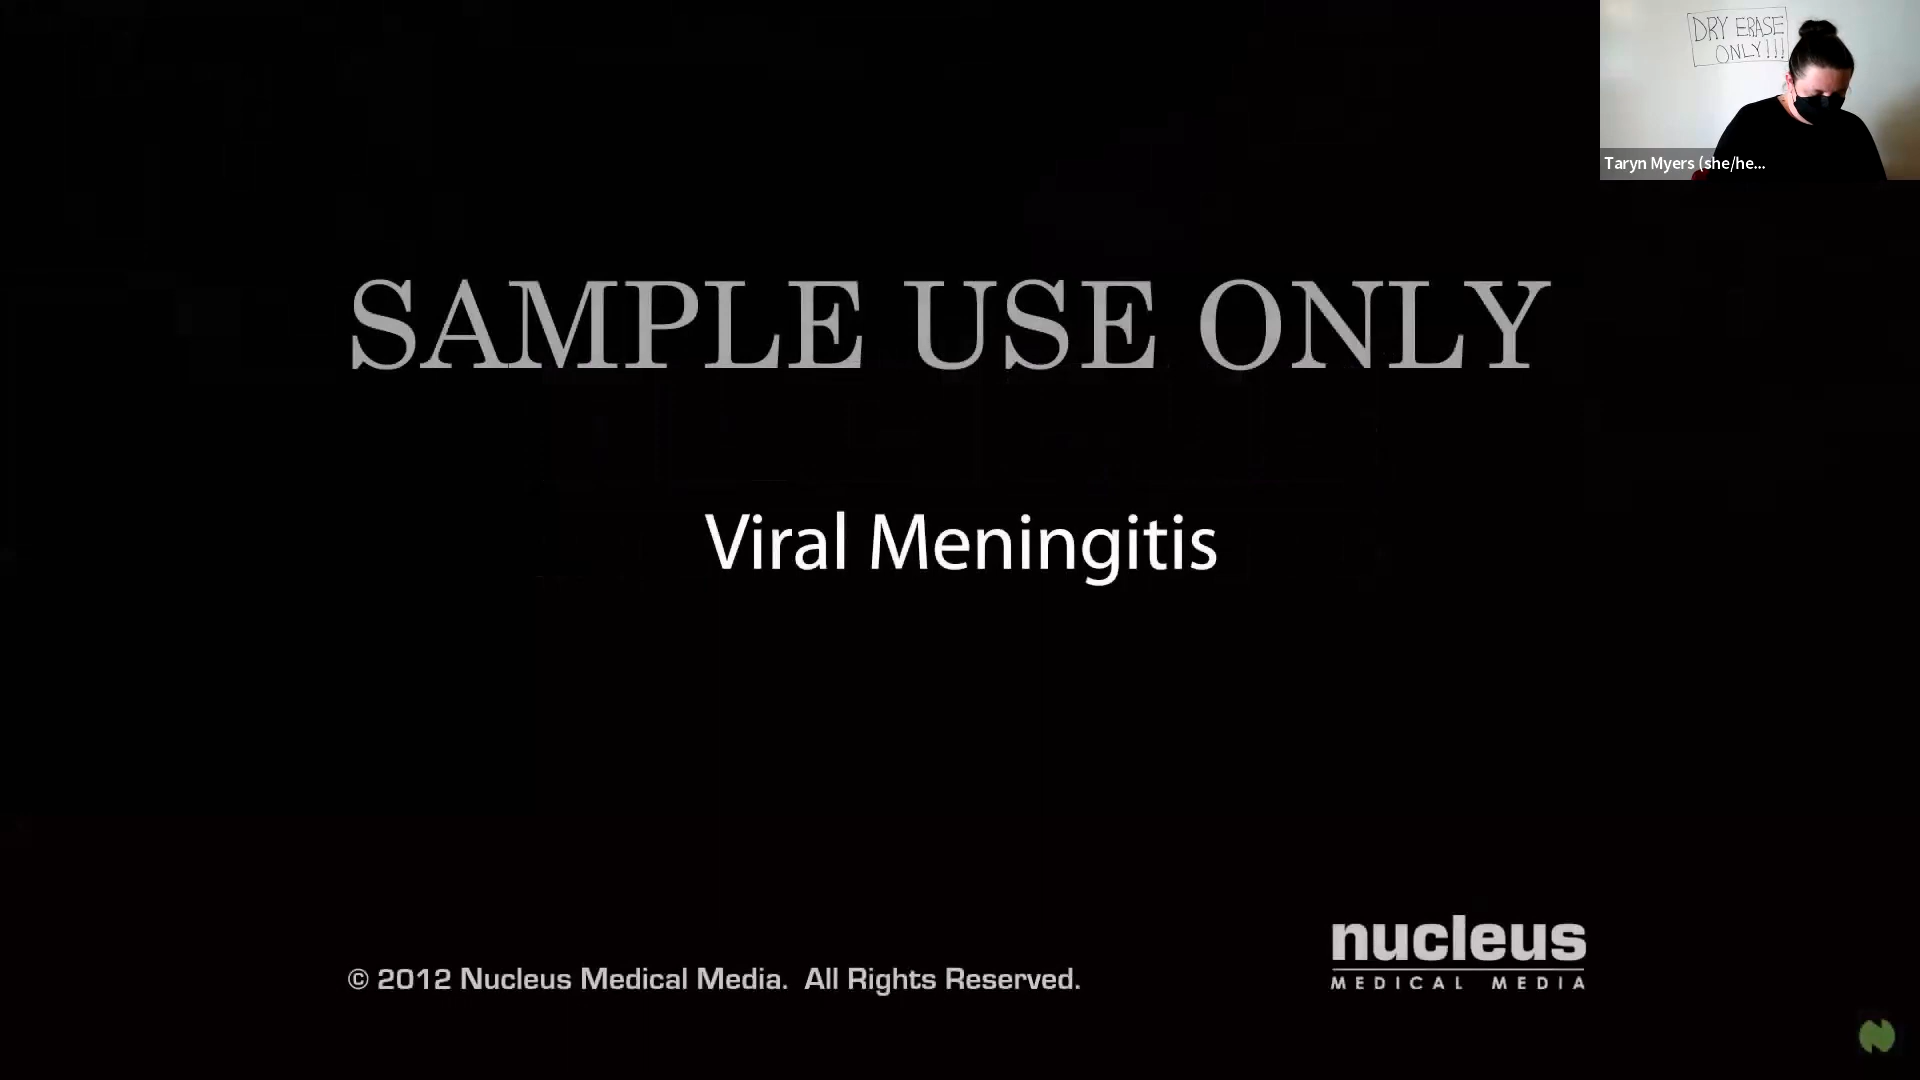 DRY ERASE
ONLY!!!
Taryn Myers (she/he...
SAMPLE USE ONLY
Viral Meningitis
nucleus
MEDICAL MEDIA
© 2012 Nucleus Medical Media. All Rights Reserved.